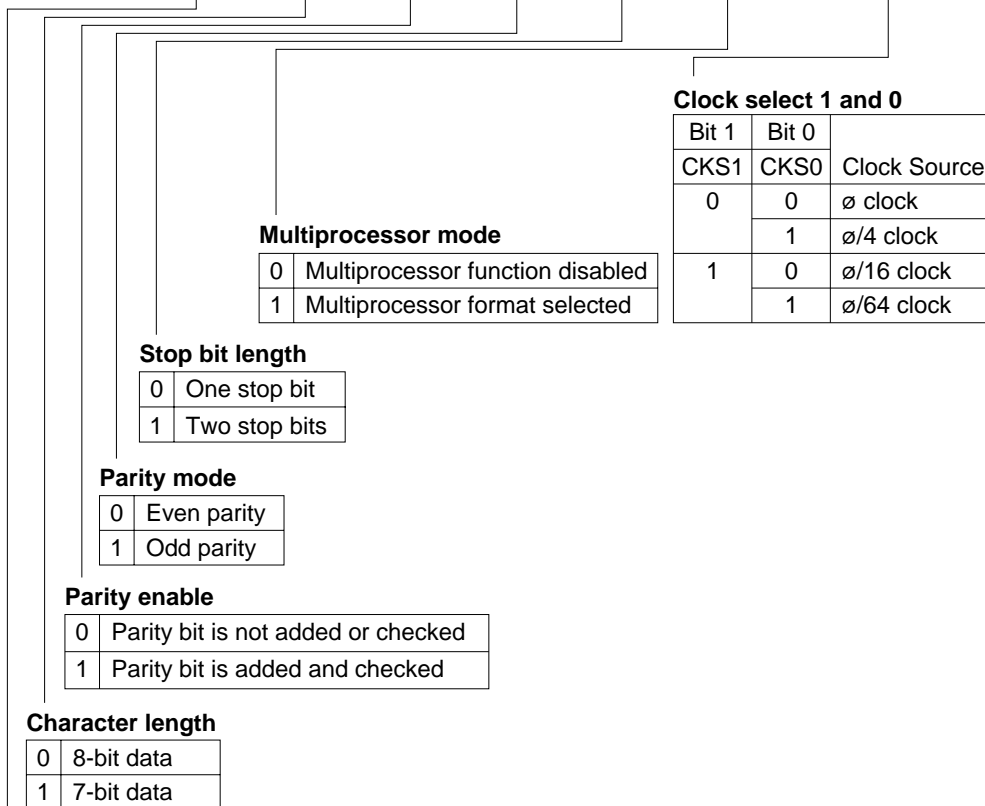 Clock select 1 and 0
Bit 1 Bit 0
CKS1 CKS0 Clock Source
0 0 ø clock
1 ø/4 clock
1 0 ø/16 clock
1 ø/64 clock
Multiprocessor mode
0 Multiprocessor function disabled
1 Multiprocessor format selected
Stop bit length
0 One stop bit
1 Two stop bits
Parity mode
0 Even parity
1 Odd parity
Parity enable
0 Parity bit is not added or checked
1 Parity bit is added and checked
Character length
0 8-bit data
1 7-bit data